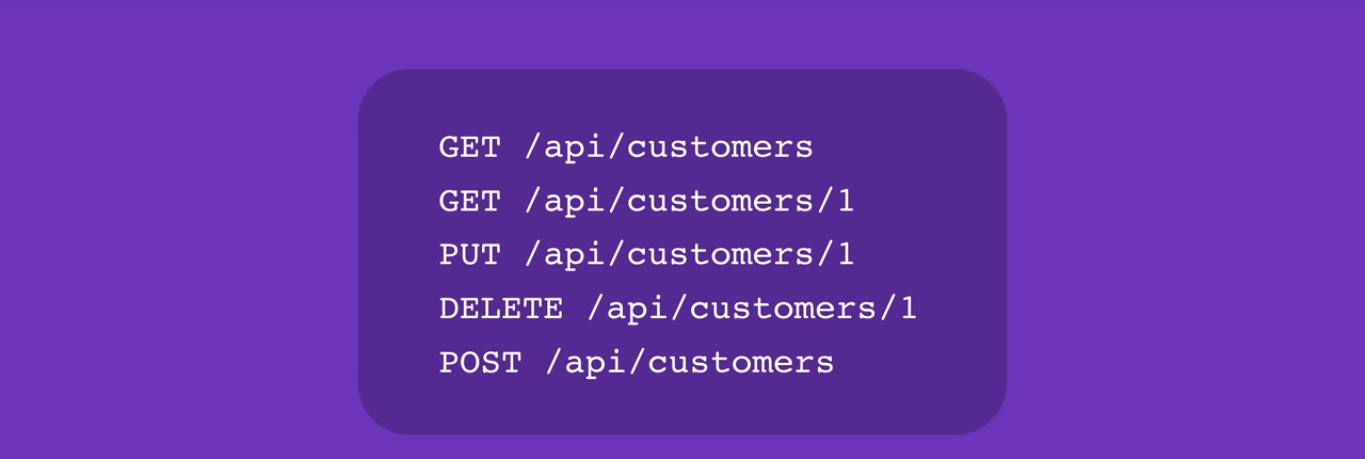 GET /api/customers
GET /api/customers/1
PUT /api/customers/1
DELETE /api/customers/1
POST /api/customers